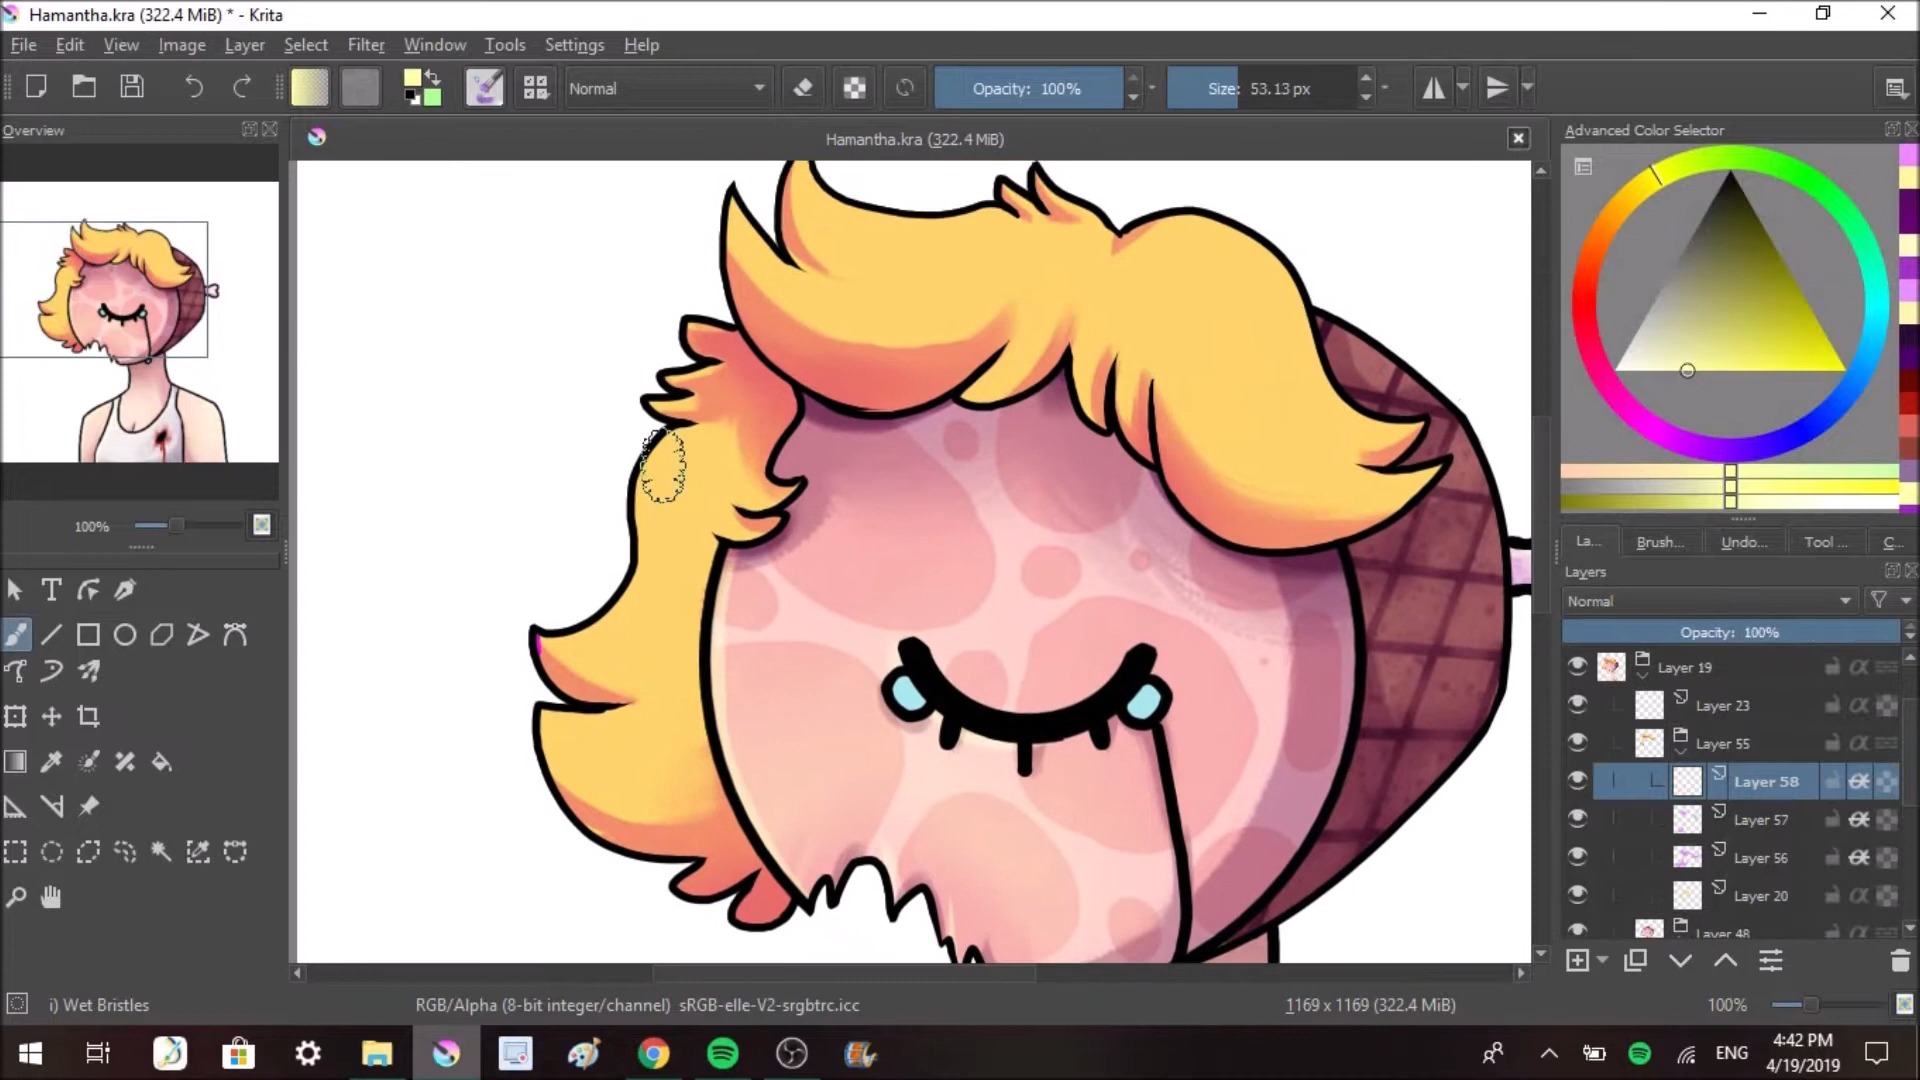 Hamantha.kra (322.4 MiB) * - Krita
File Edit View Image Layer Select Filter Window Tools Settings Help
Normal Opacity: 100% Size: 53.13 px
Overview
Hamantha.kra (322.4 MiB)
Advanced Color Selector
100%
La... Brush... Undo... Tool ... C...
Layers
Normal
Opacity: 100%
Layer 19
Layer 23
Layer 55
Layer 58
Layer 57
Layer 56
Layer 20
Layer 48
i) Wet Bristles
RGB/Alpha (8-bit integer/channel) sRGB-elle-V2-srgbtrc.icc
1169 x 1169 (322.4 MiB)
100%
ENG
4:42 PM
4/19/2019